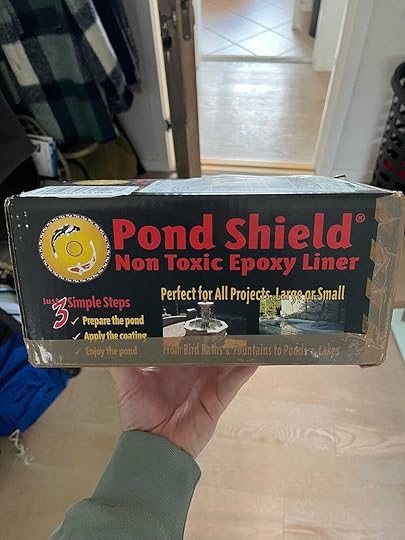 Pond Shield®
Non Toxic Epoxy Liner
Just 3 Simple Steps
✓ Prepare the pond
✓ Apply the coating
✓ Enjoy the pond
Perfect for All Projects, Large or Small
From Bird Baths & Fountains to Ponds & Lakes